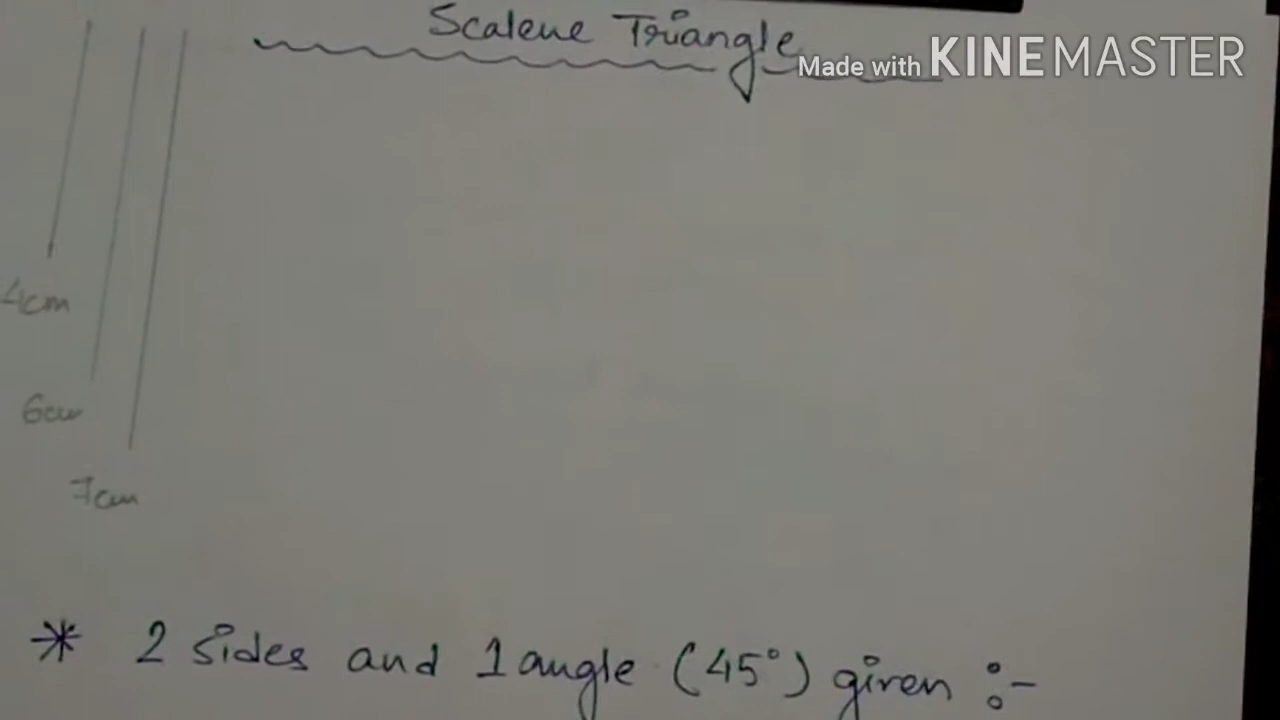 Scalene Triangle
Made with KINEMASTER
4cm
6cm
7cm
* 2 sides and 1 angle (45°) given :-